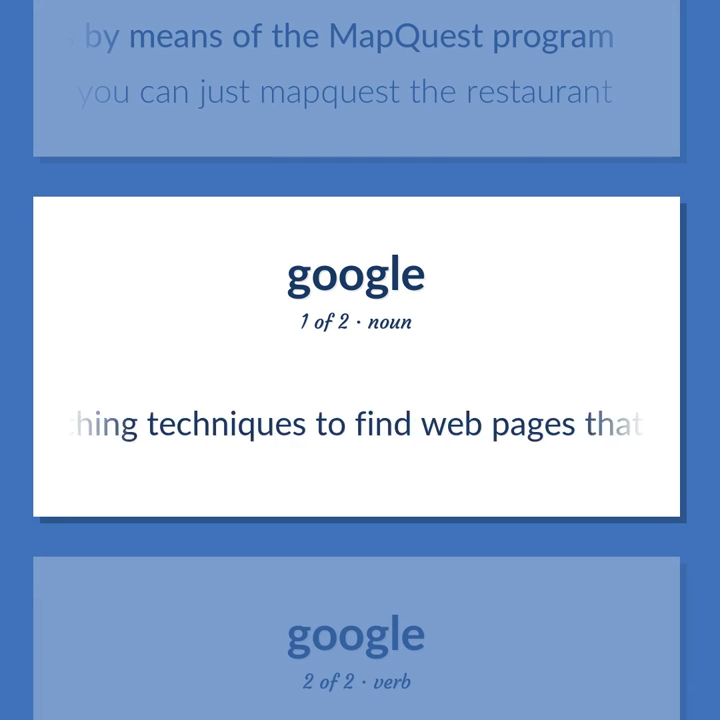 by means of the MapQuest program
you can just mapquest the restaurant
google
1 of 2 · noun
hing techniques to find web pages that
google
2 of 2 · verb